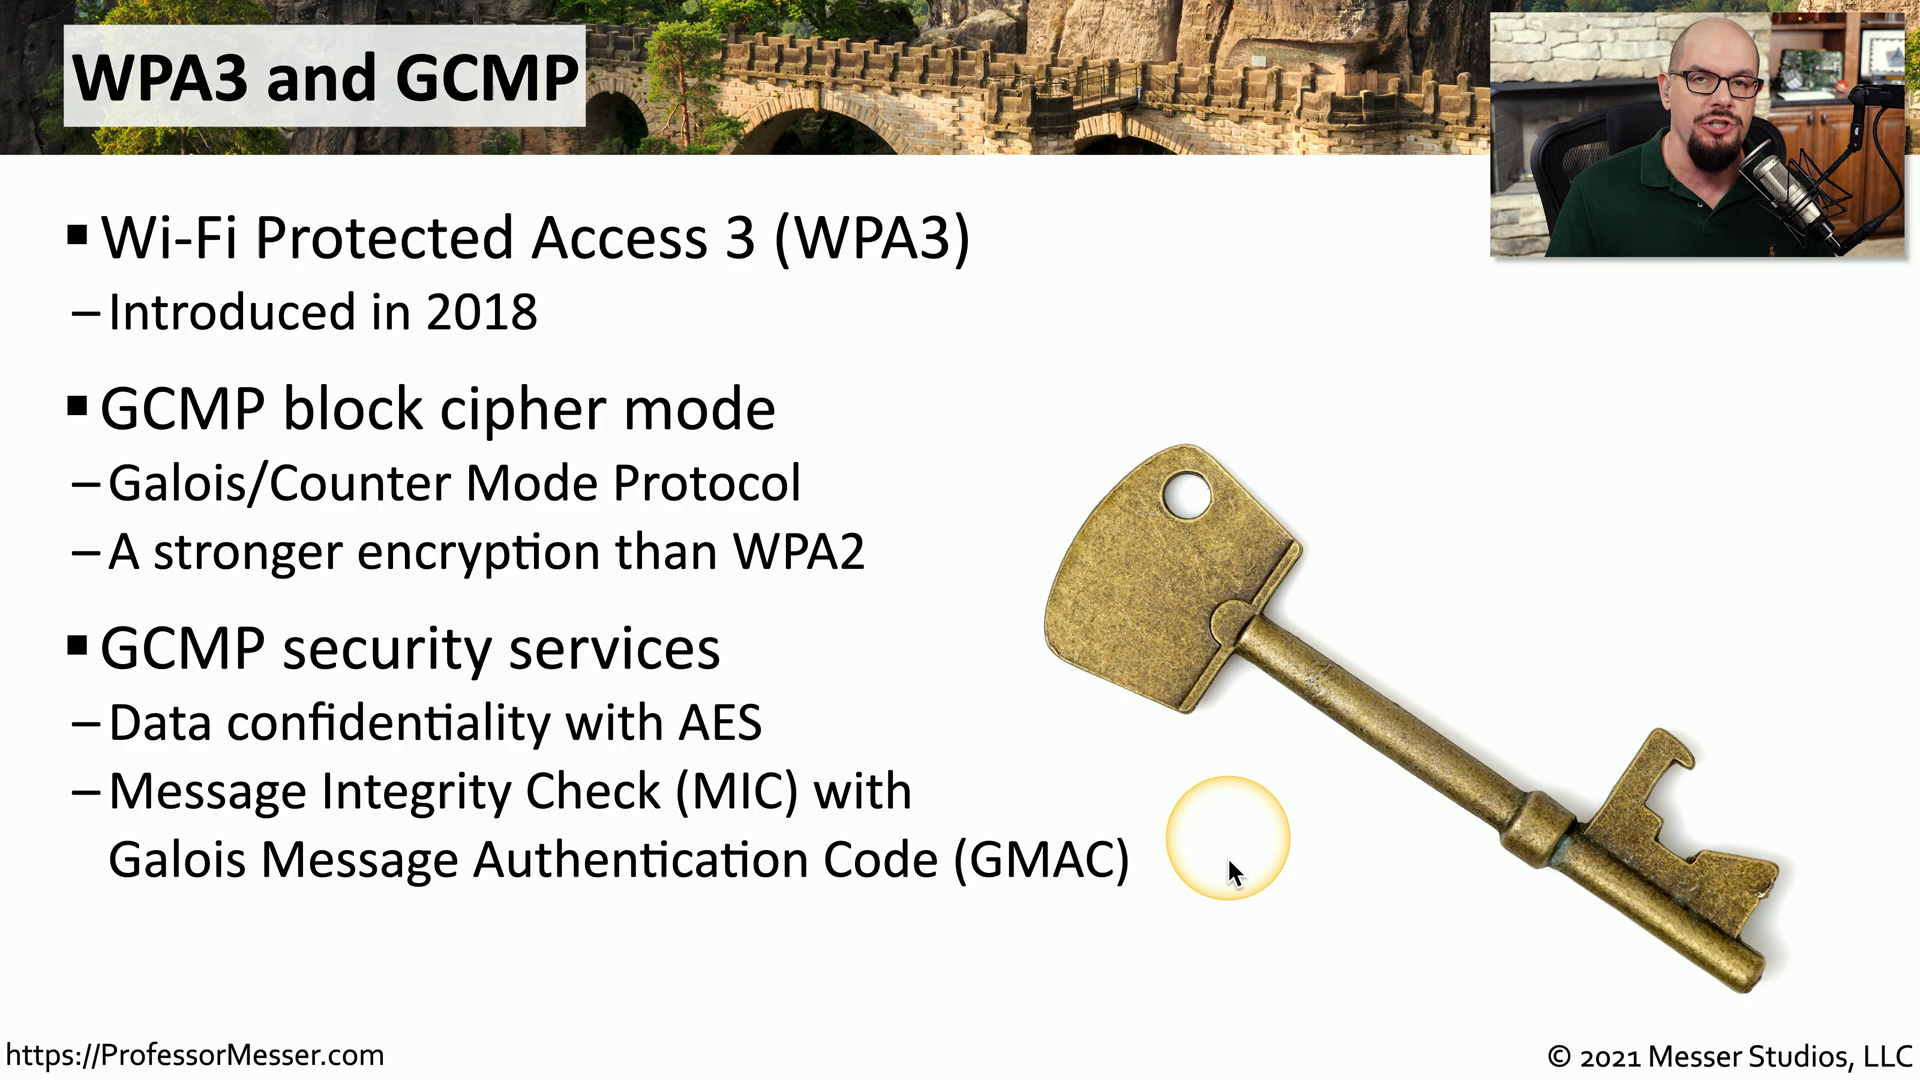 WPA3 and GCMP
▪ Wi-Fi Protected Access 3 (WPA3)
– Introduced in 2018
▪ GCMP block cipher mode
– Galois/Counter Mode Protocol
– A stronger encryption than WPA2
▪ GCMP security services
– Data confidentiality with AES
– Message Integrity Check (MIC) with
Galois Message Authentication Code (GMAC)
https://ProfessorMesser.com
© 2021 Messer Studios, LLC